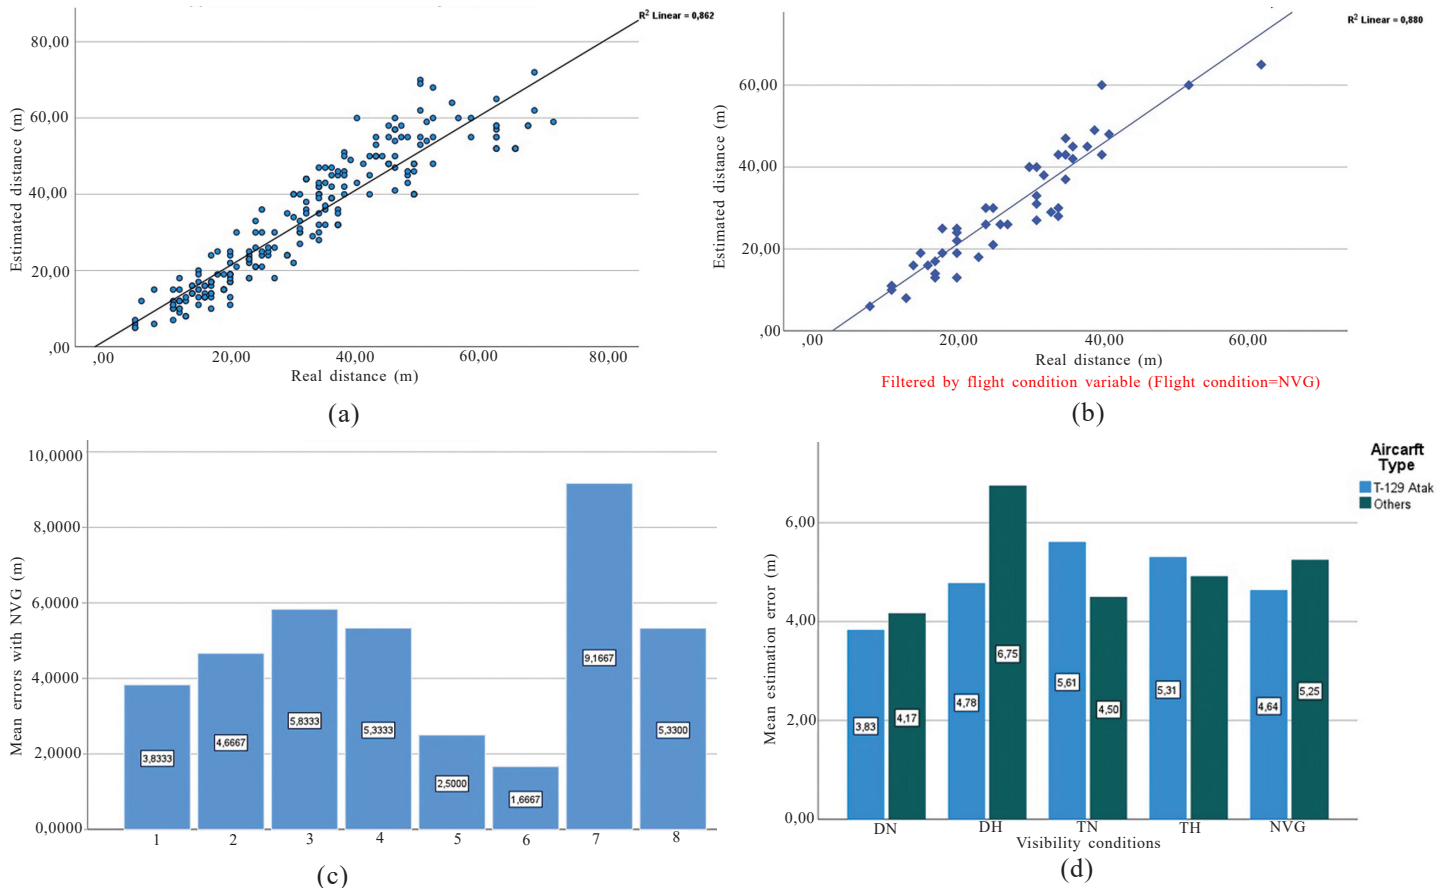 R² Linear = 0,862
80,00
60,00
40,00
20,00
,00
Estimated distance (m)
,00 20,00 40,00 60,00 80,00
Real distance (m)
(a)
R² Linear = 0,880
60,00
40,00
20,00
,00
Estimated distance (m)
,00 20,00 40,00 60,00
Real distance (m)
Filtered by flight condition variable (Flight condition=NVG)
(b)
10,0000
8,0000
6,0000
4,0000
2,0000
0,0000
Mean errors with NVG (m)
3,8333
4,6667
5,8333
5,3333
2,5000
1,6667
9,1667
5,3300
1 2 3 4 5 6 7 8
(c)
Aircarft
Type
T-129 Atak
Others
6,00
4,00
2,00
0,00
Mean estimation error (m)
3,83
4,17
4,78
6,75
5,61
4,50
5,31
4,64
5,25
DN DH TN TH NVG
Visibility conditions
(d)